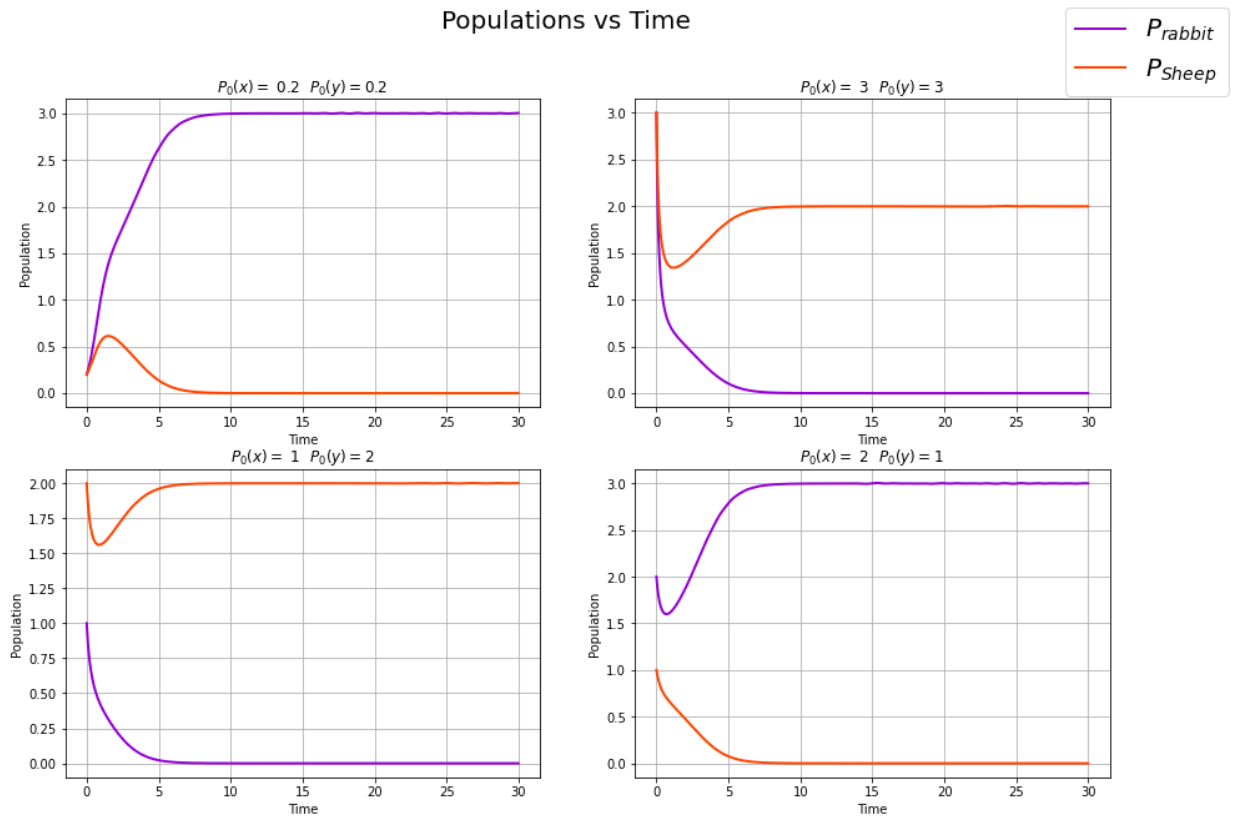 Populations vs Time
P_rabbit
P_Sheep
P_0(x) = 0.2 P_0(y) = 0.2
3.0
2.5
2.0
1.5
1.0
0.5
0.0
Population
0 5 10 15 20 25 30
Time
P_0(x) = 3 P_0(y) = 3
3.0
2.5
2.0
1.5
1.0
0.5
0.0
Population
0 5 10 15 20 25 30
Time
P_0(x) = 1 P_0(y) = 2
2.00
1.75
1.50
1.25
1.00
0.75
0.50
0.25
0.00
Population
0 5 10 15 20 25 30
Time
P_0(x) = 2 P_0(y) = 1
3.0
2.5
2.0
1.5
1.0
0.5
0.0
Population
0 5 10 15 20 25 30
Time